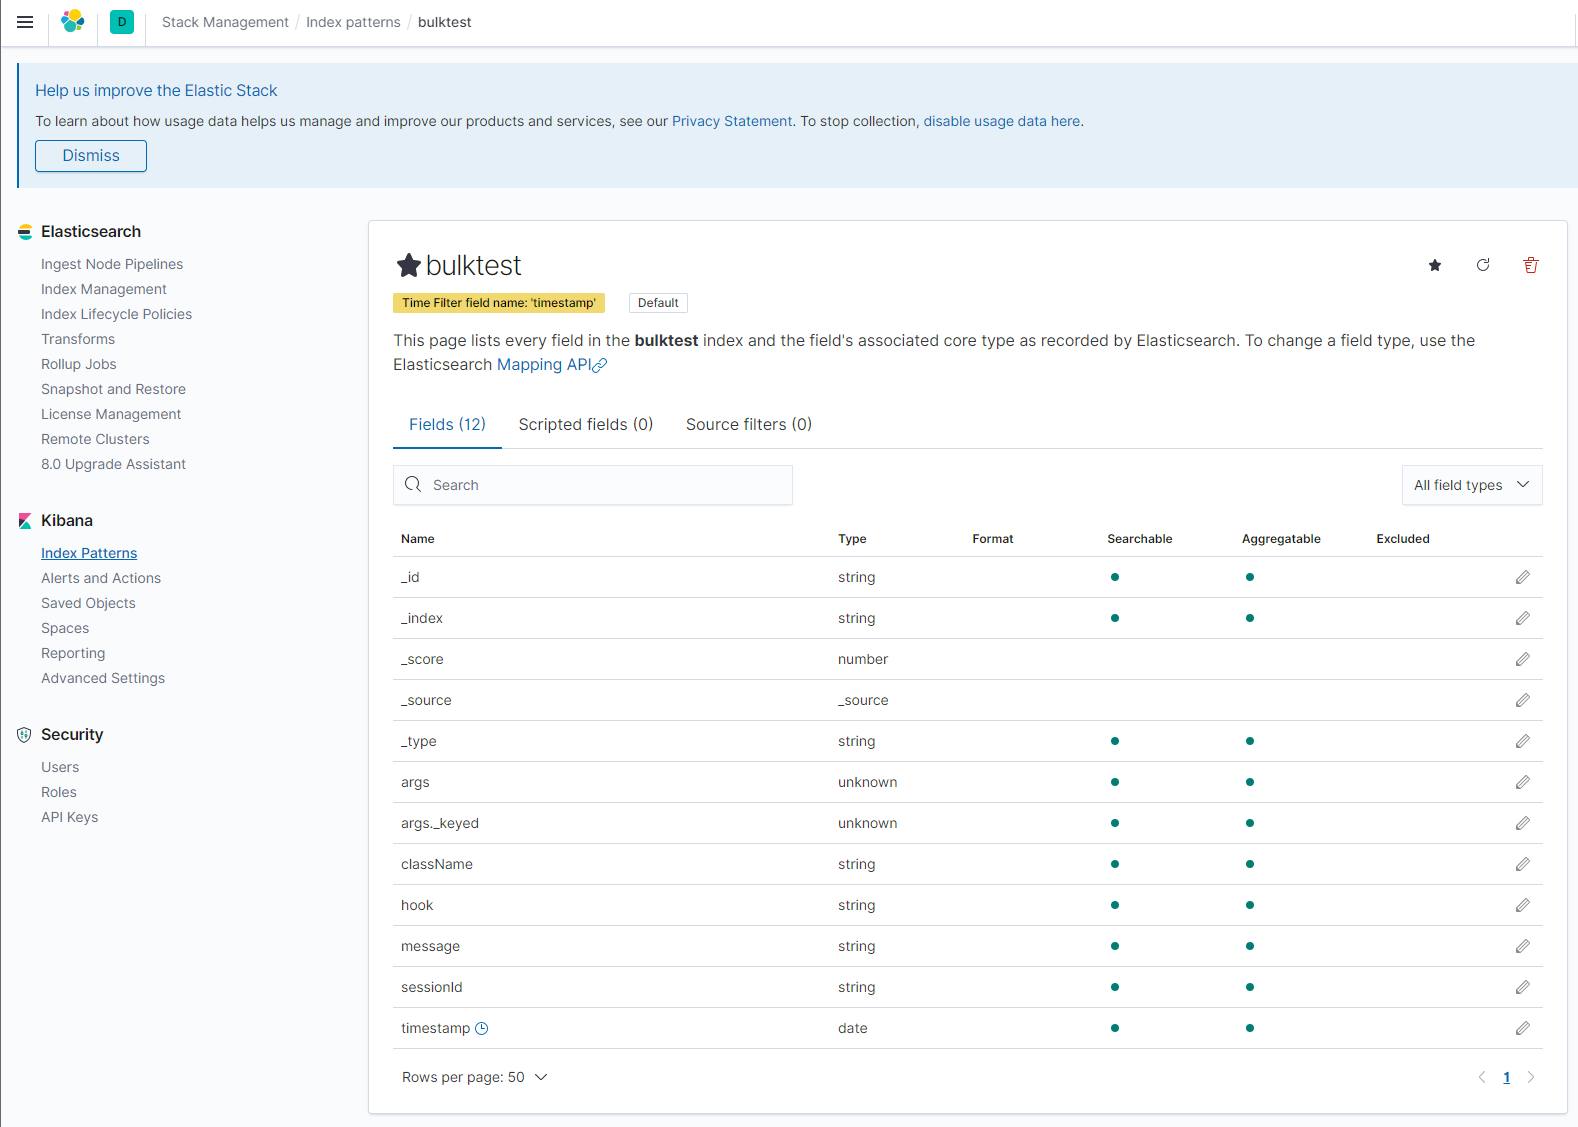 D Stack Management / Index patterns / bulktest
Help us improve the Elastic Stack
To learn about how usage data helps us manage and improve our products and services, see our Privacy Statement. To stop collection, disable usage data here.
Dismiss
Elasticsearch
Ingest Node Pipelines
Index Management
Index Lifecycle Policies
Transforms
Rollup Jobs
Snapshot and Restore
License Management
Remote Clusters
8.0 Upgrade Assistant
Kibana
Index Patterns
Alerts and Actions
Saved Objects
Spaces
Reporting
Advanced Settings
Security
Users
Roles
API Keys
bulktest
Time Filter field name: 'timestamp' Default
This page lists every field in the bulktest index and the field's associated core type as recorded by Elasticsearch. To change a field type, use the
Elasticsearch Mapping API
Fields (12) Scripted fields (0) Source filters (0)
Search All field types
Name Type Format Searchable Aggregatable Excluded
_id string
_index string
_score number
_source _source
_type string
args unknown
args._keyed unknown
className string
hook string
message string
sessionId string
timestamp date
Rows per page: 50 1